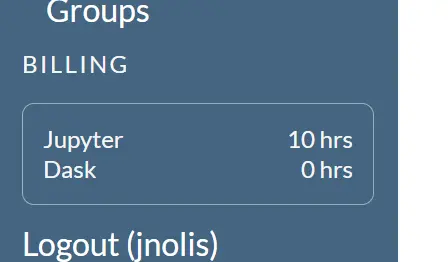 Groups
BILLING
Jupyter 10 hrs
Dask 0 hrs
Logout (jnolis)